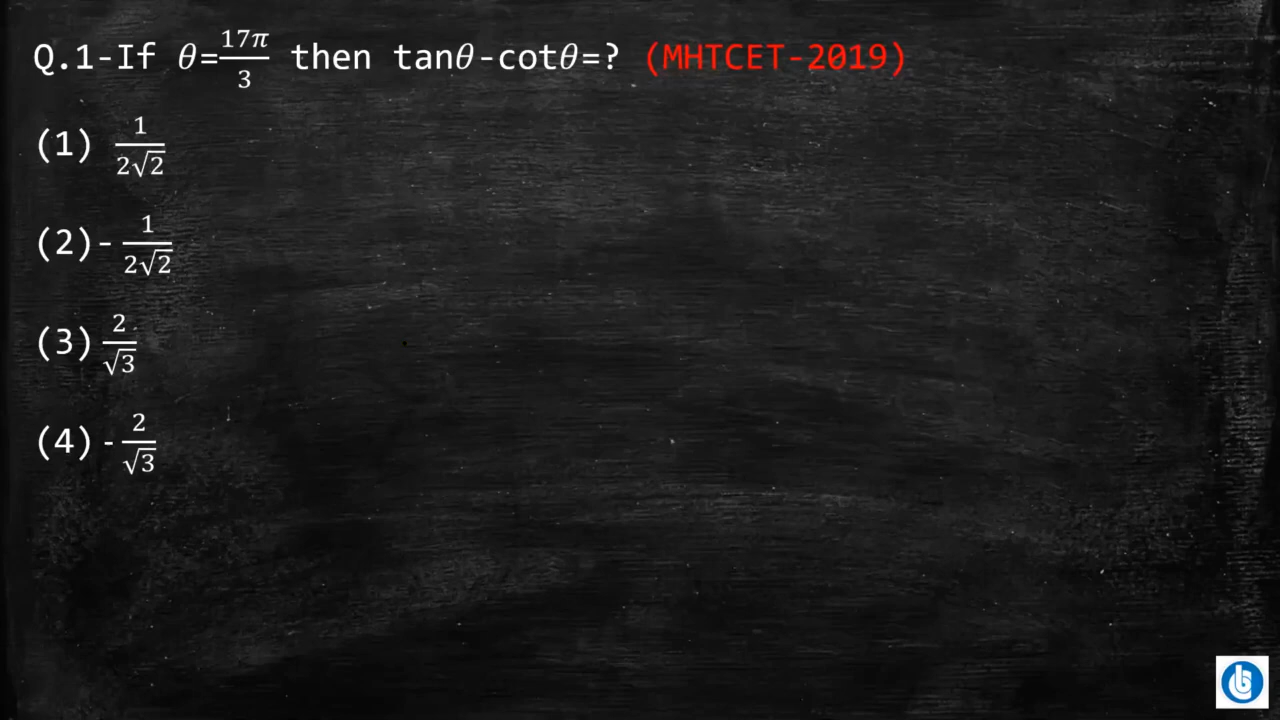 Q.1-If θ=17π/3 then tanθ-cotθ=? (MHTCET-2019)
(1) 1/2√2
(2)-1/2√2
(3)2/√3
(4)-2/√3